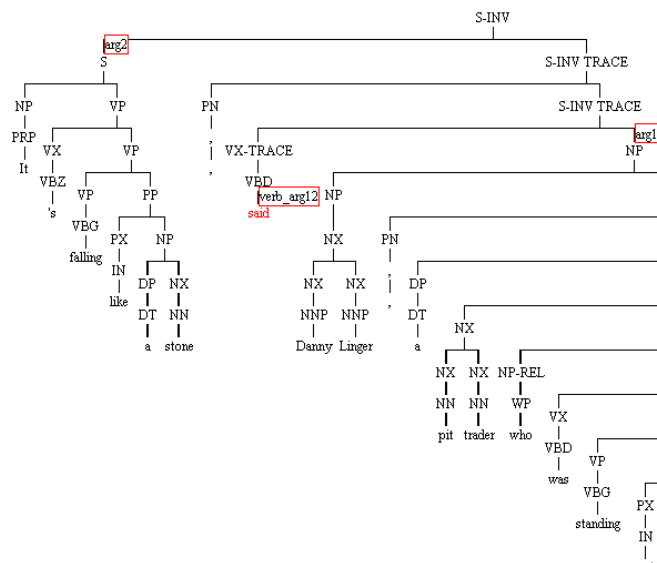 S-INV
arg2
S S-INV TRACE
NP VP PN S-INV TRACE
arg1
PRP VX VP , VX-TRACE NP
It VBZ VP PP , VBD NP
's VBG PX NP verb_arg12
falling IN said NX PN DP
like DP NX NX NX , DT
DT NN NNP NNP , a
a stone Danny Linger
NX
NX NX NP-REL
NN NN WP VX
pit trader who VBD VP
was VBG
standing PX
IN